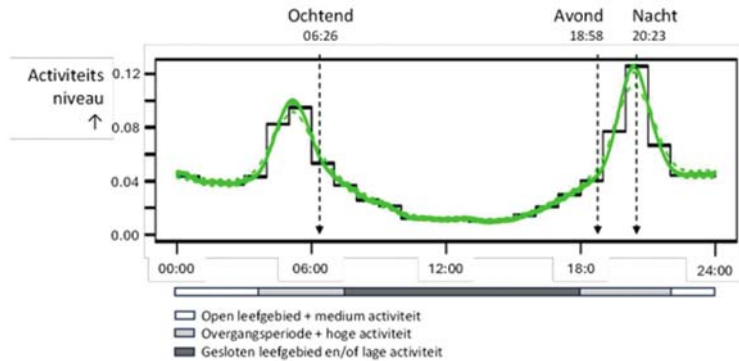 Ochtend
06:26
Avond
18:58
Nacht
20:23
Activiteits
niveau
↑
0.12
0.08
0.04
0.00
00:00
06:00
12:00
18:00
24:00
Open leefgebied + medium activiteit
Overgangsperiode + hoge activiteit
Gesloten leefgebied en/of lage activiteit